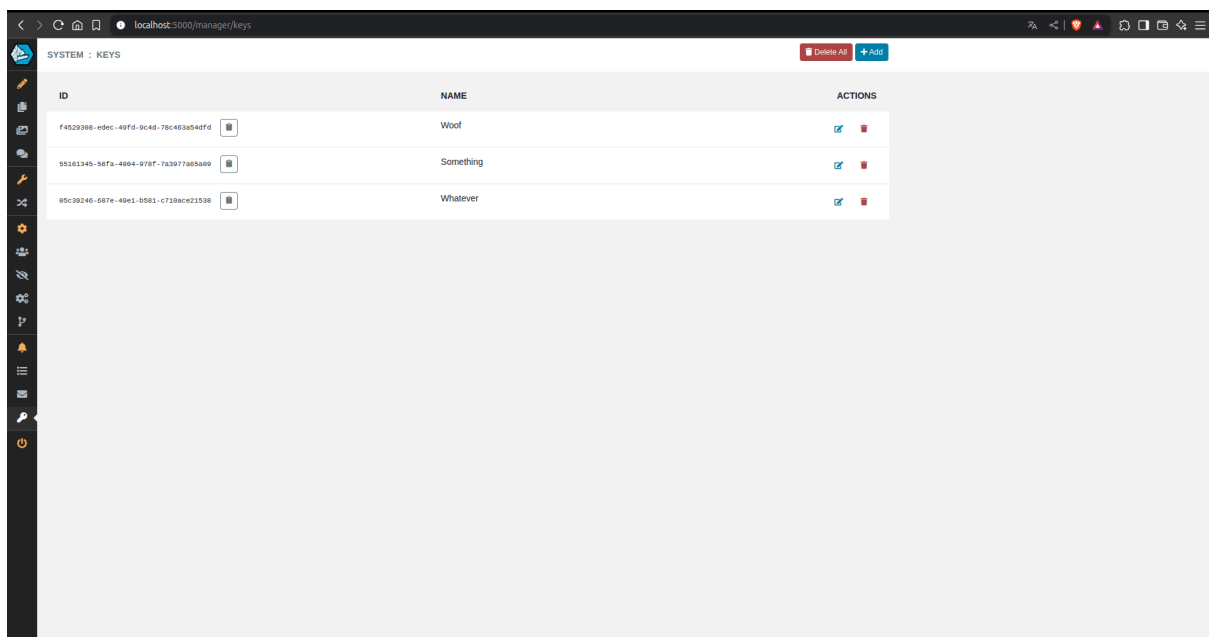 localhost:5000/manager/keys
SYSTEM : KEYS
Delete All
+ Add
ID NAME ACTIONS
f4529308-edec-49fd-9c4d-78c463a54dfd Woof
55161345-56fa-4904-978f-7a3977a65a09 Something
05c39246-687e-49e1-b581-c710ace21538 Whatever